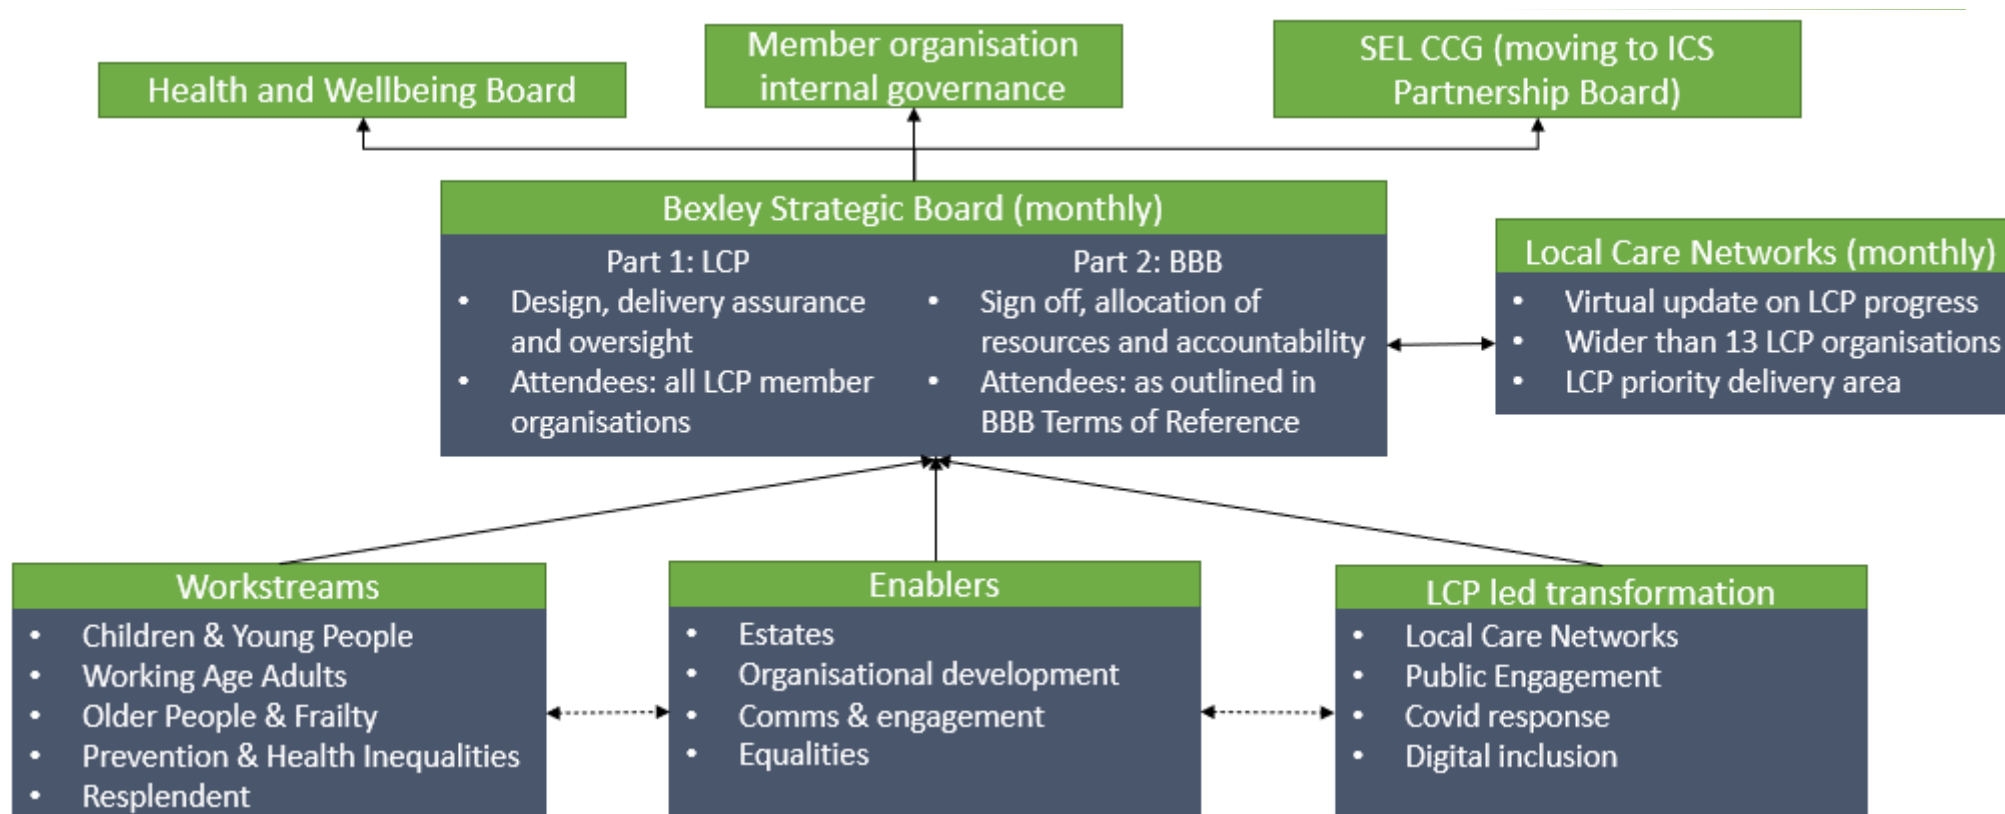 Health and Wellbeing Board
Member organisation
internal governance
SEL CCG (moving to ICS
Partnership Board)
Bexley Strategic Board (monthly)
Part 1: LCP
• Design, delivery assurance
and oversight
• Attendees: all LCP member
organisations
Part 2: BBB
• Sign off, allocation of
resources and accountability
• Attendees: as outlined in
BBB Terms of Reference
Local Care Networks (monthly)
• Virtual update on LCP progress
• Wider than 13 LCP organisations
• LCP priority delivery area
Workstreams
• Children & Young People
• Working Age Adults
• Older People & Frailty
• Prevention & Health Inequalities
• Resplendent
Enablers
• Estates
• Organisational development
• Comms & engagement
• Equalities
LCP led transformation
• Local Care Networks
• Public Engagement
• Covid response
• Digital inclusion